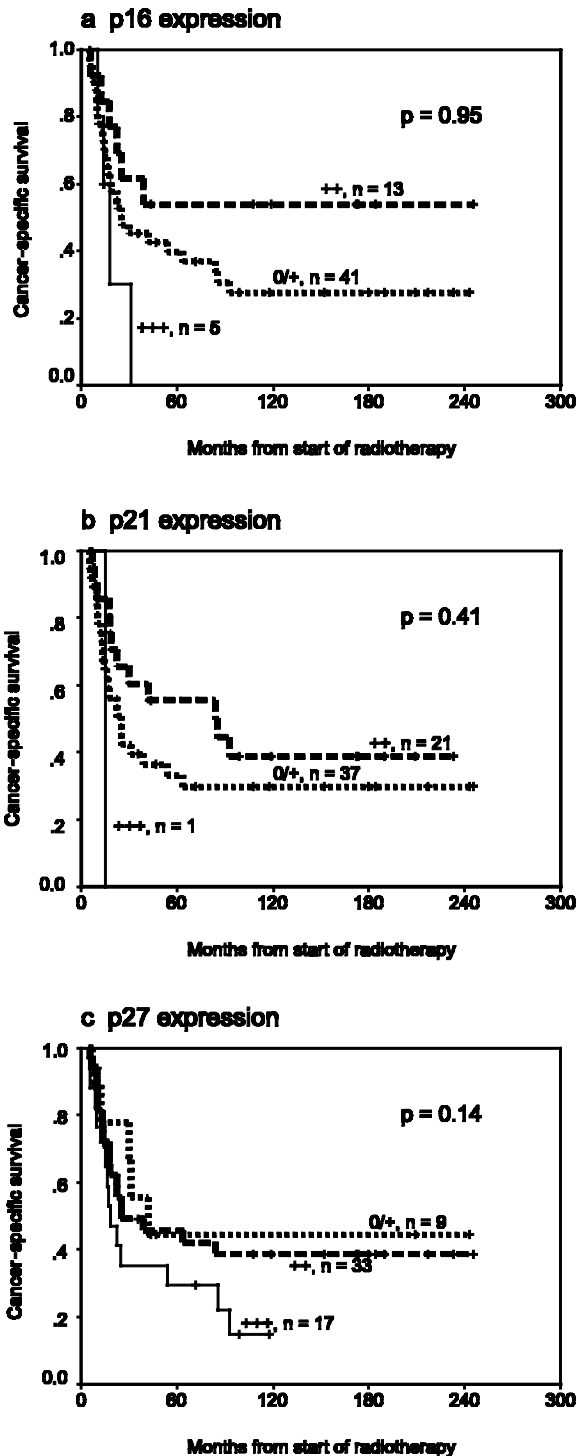 a p16 expression
1.0
.8
.6
.4
.2
0.0
Cancer-specific survival
p = 0.95
++, n = 13
0/+, n = 41
+++, n = 5
0 60 120 180 240 300
Months from start of radiotherapy
b p21 expression
1.0
.8
.6
.4
.2
0.0
Cancer-specific survival
p = 0.41
++, n = 21
0/+, n = 37
+++, n = 1
0 60 120 180 240 300
Months from start of radiotherapy
c p27 expression
1.0
.8
.6
.4
.2
0.0
Cancer-specific survival
p = 0.14
0/+, n = 9
++, n = 33
+++, n = 17
0 60 120 180 240 300
Months from start of radiotherapy